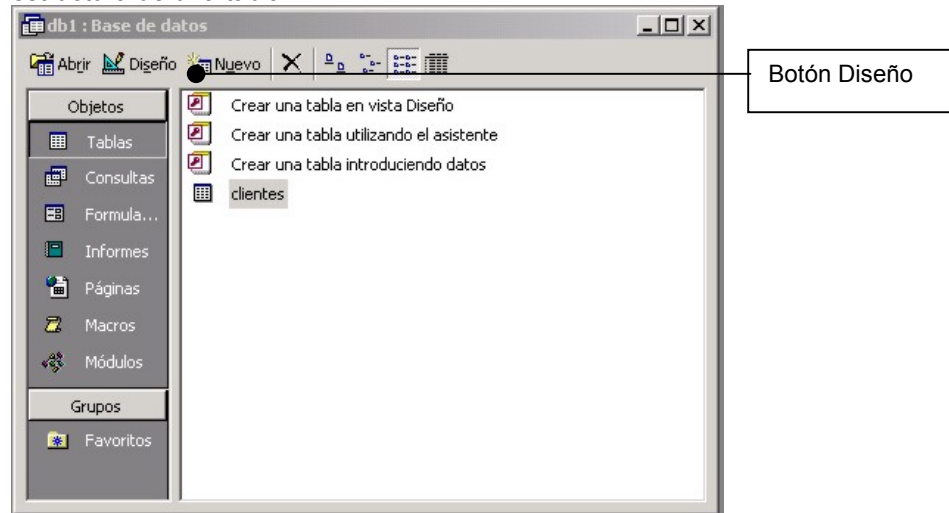 db1 : Base de datos
Abrir Diseño Nuevo
Botón Diseño
Objetos
Tablas
Consultas
Formula...
Informes
Páginas
Macros
Módulos
Grupos
Favoritos
Crear una tabla en vista Diseño
Crear una tabla utilizando el asistente
Crear una tabla introduciendo datos
clientes